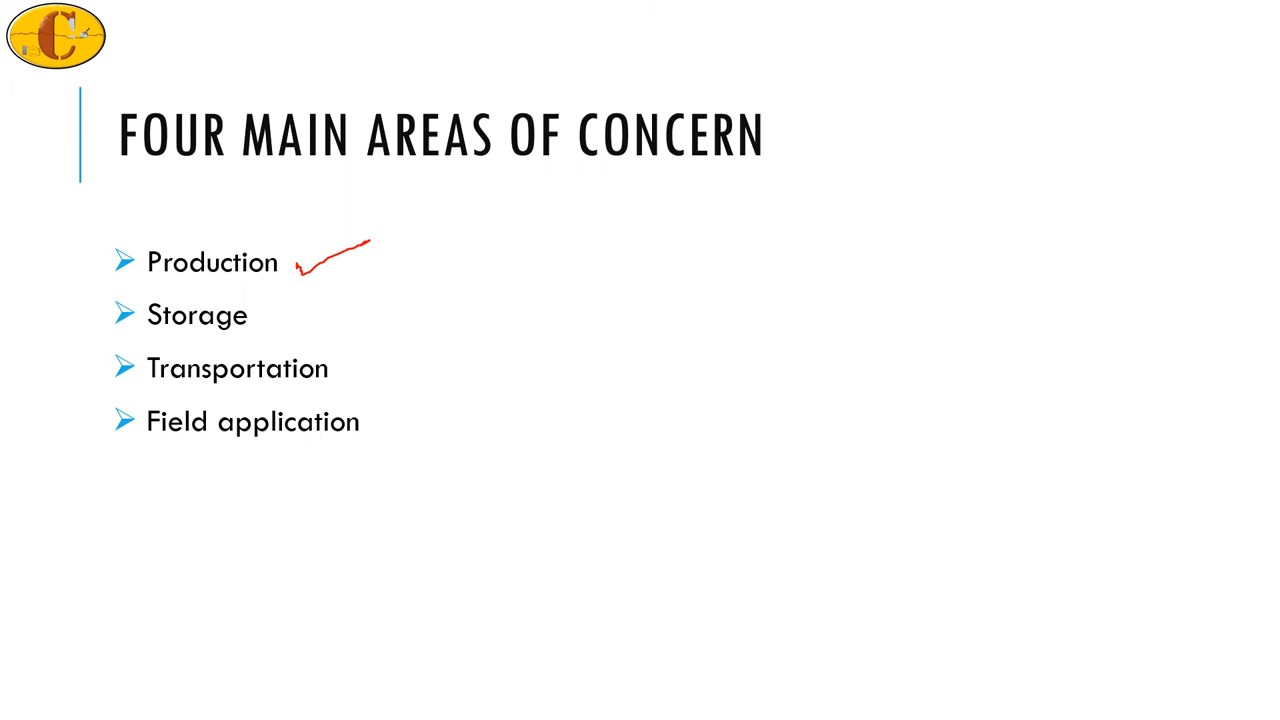 C
FOUR MAIN AREAS OF CONCERN
Production
Storage
Transportation
Field application